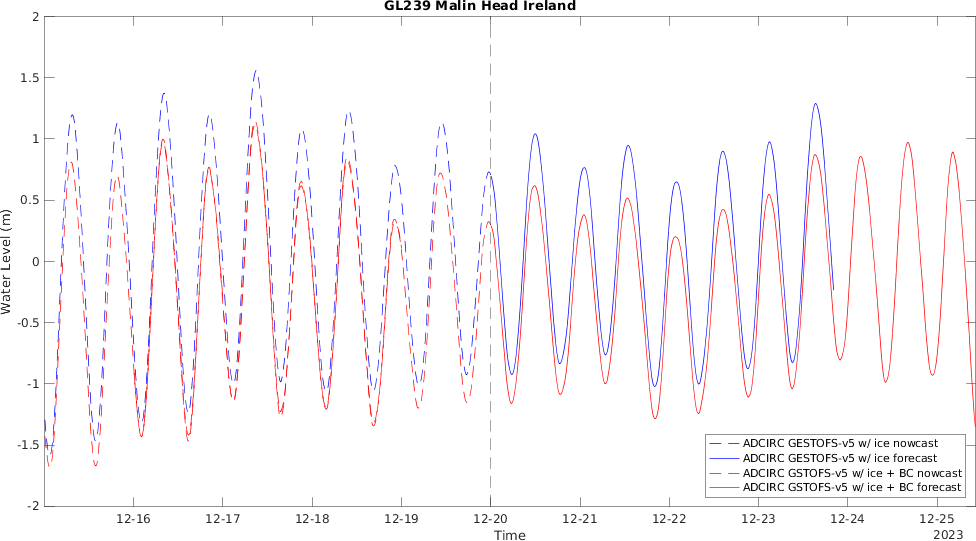 GL239 Malin Head Ireland
2
1.5
1
0.5
0
-0.5
-1
-1.5
-2
Water Level (m)
12-16 12-17 12-18 12-19 12-20 12-21 12-22 12-23 12-24 12-25
Time
2023
ADCIRC GESTOFS-v5 w/ ice nowcast
ADCIRC GESTOFS-v5 w/ ice forecast
ADCIRC GSTOFS-v5 w/ ice + BC nowcast
ADCIRC GSTOFS-v5 w/ ice + BC forecast